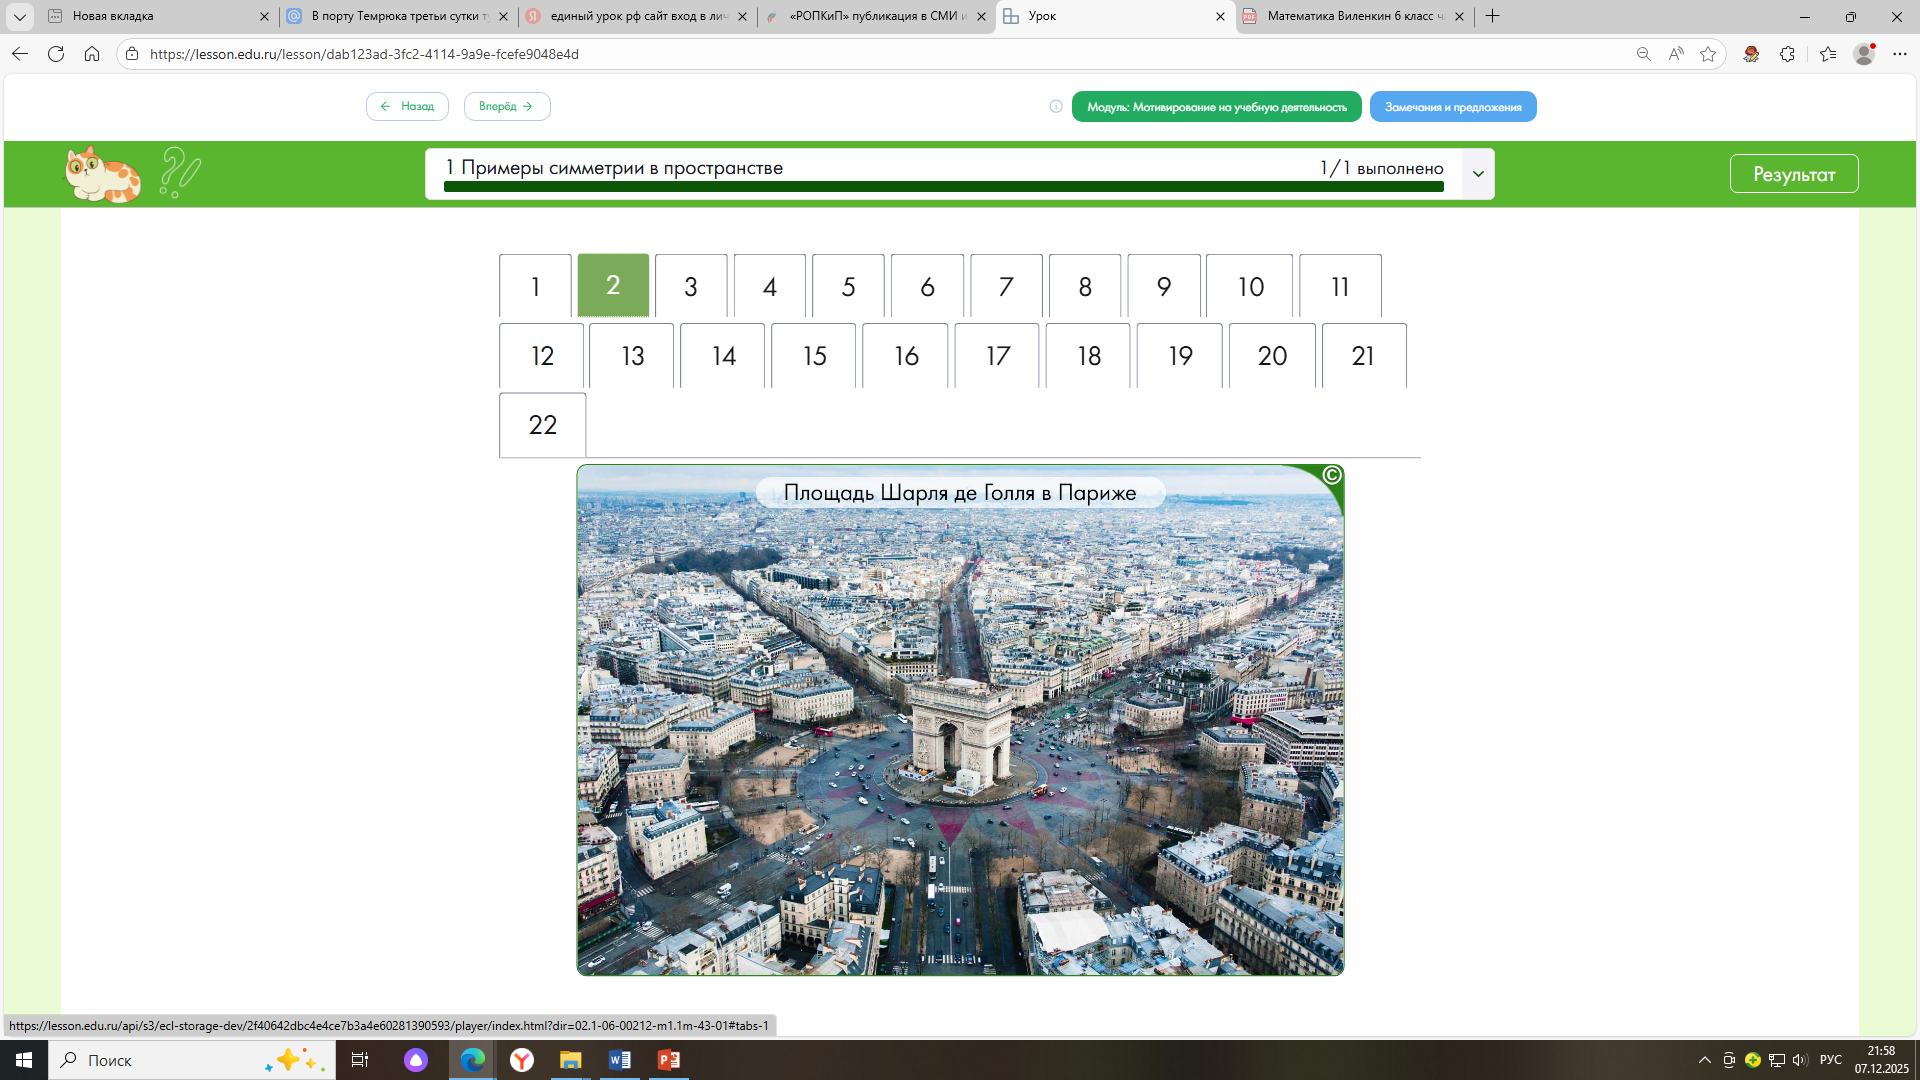 Новая вкладка
В порту Темрюка третьи сутки ту
единый урок рф сайт вход в лич
«РОПКиП» публикация в СМИ и
Урок
Математика Виленкин 6 класс ч
https://lesson.edu.ru/lesson/dab123ad-3fc2-4114-9a9e-fcefe9048e4d
Назад
Вперёд
Модуль: Мотивирование на учебную деятельность
Замечания и предложения
1 Примеры симметрии в пространстве
1/1 выполнено
Результат
1 2 3 4 5 6 7 8 9 10 11
12 13 14 15 16 17 18 19 20 21
22
Площадь Шарля де Голля в Париже
©
https://lesson.edu.ru/api/s3/ecl-storage-dev/2f40642dbc4e4ce7b3a4e60281390593/player/index.html?dir=02.1-06-00212-m1.1m-43-01#tabs-1
Поиск
РУС
21:58
07.12.2025